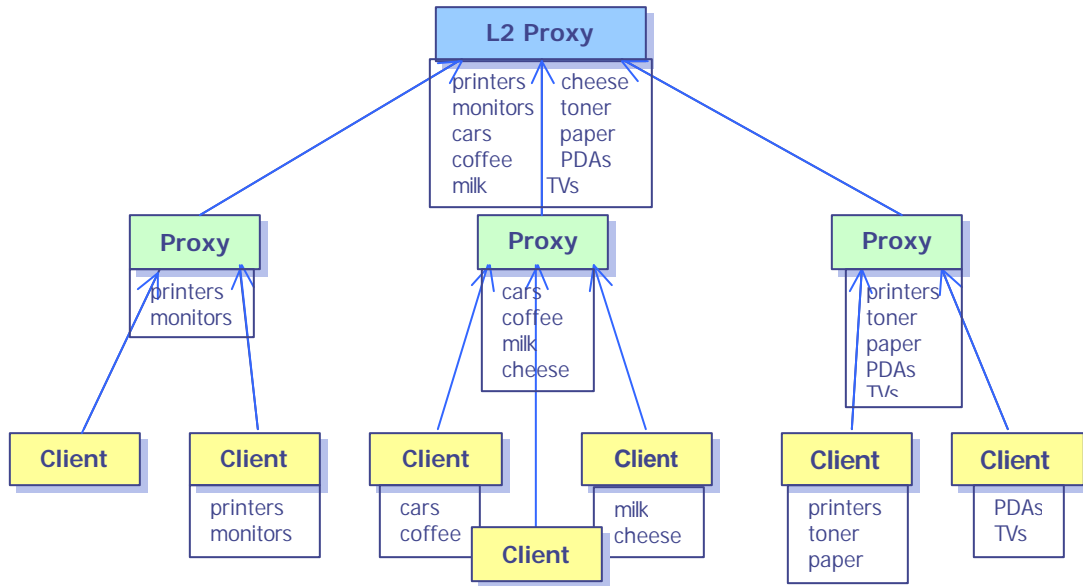 L2 Proxy
printers cheese
monitors toner
cars paper
coffee PDAs
milk TVs
Proxy
printers
monitors
Proxy
cars
coffee
milk
cheese
Proxy
printers
toner
paper
PDAs
TVs
Client
Client
printers
monitors
Client
cars
coffee
Client
Client
milk
cheese
Client
printers
toner
paper
Client
PDAs
TVs